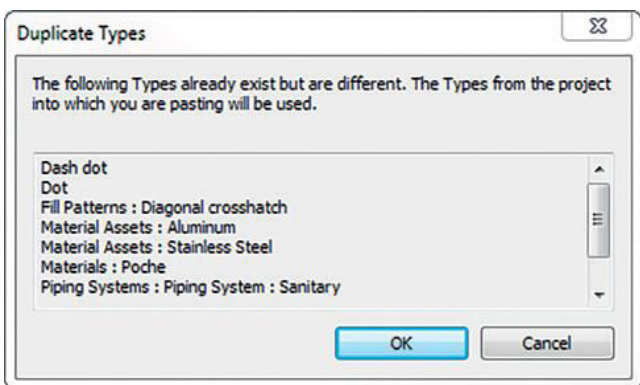 Duplicate Types
The following Types already exist but are different. The Types from the project
into which you are pasting will be used.
Dash dot
Dot
Fill Patterns : Diagonal crosshatch
Material Assets : Aluminum
Material Assets : Stainless Steel
Materials : Poche
Piping Systems : Piping System : Sanitary
OK Cancel